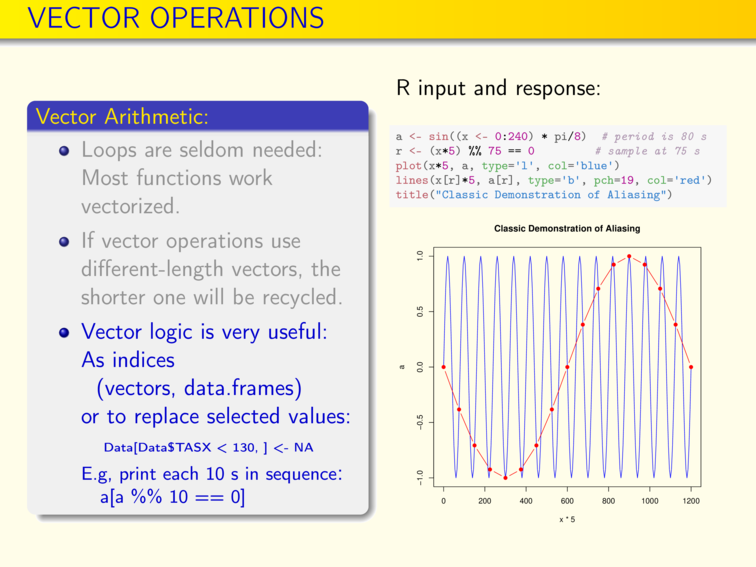 VECTOR OPERATIONS
Vector Arithmetic:
Loops are seldom needed:
Most functions work
vectorized.
If vector operations use
different-length vectors, the
shorter one will be recycled.
Vector logic is very useful:
As indices
(vectors, data.frames)
or to replace selected values:
Data[Data$TASX < 130, ] <- NA
E.g, print each 10 s in sequence:
a[a %% 10 == 0]
R input and response:
a <- sin((x <- 0:240) * pi/8)  # period is 80 s
r <- (x*5) %% 75 == 0  # sample at 75 s
plot(x*5, a, type='l', col='blue')
lines(x[r]*5, a[r], type='b', pch=19, col='red')
title("Classic Demonstration of Aliasing")
Classic Demonstration of Aliasing
1.0
0.5
0.0
−0.5
−1.0
a
0 200 400 600 800 1000 1200
x * 5